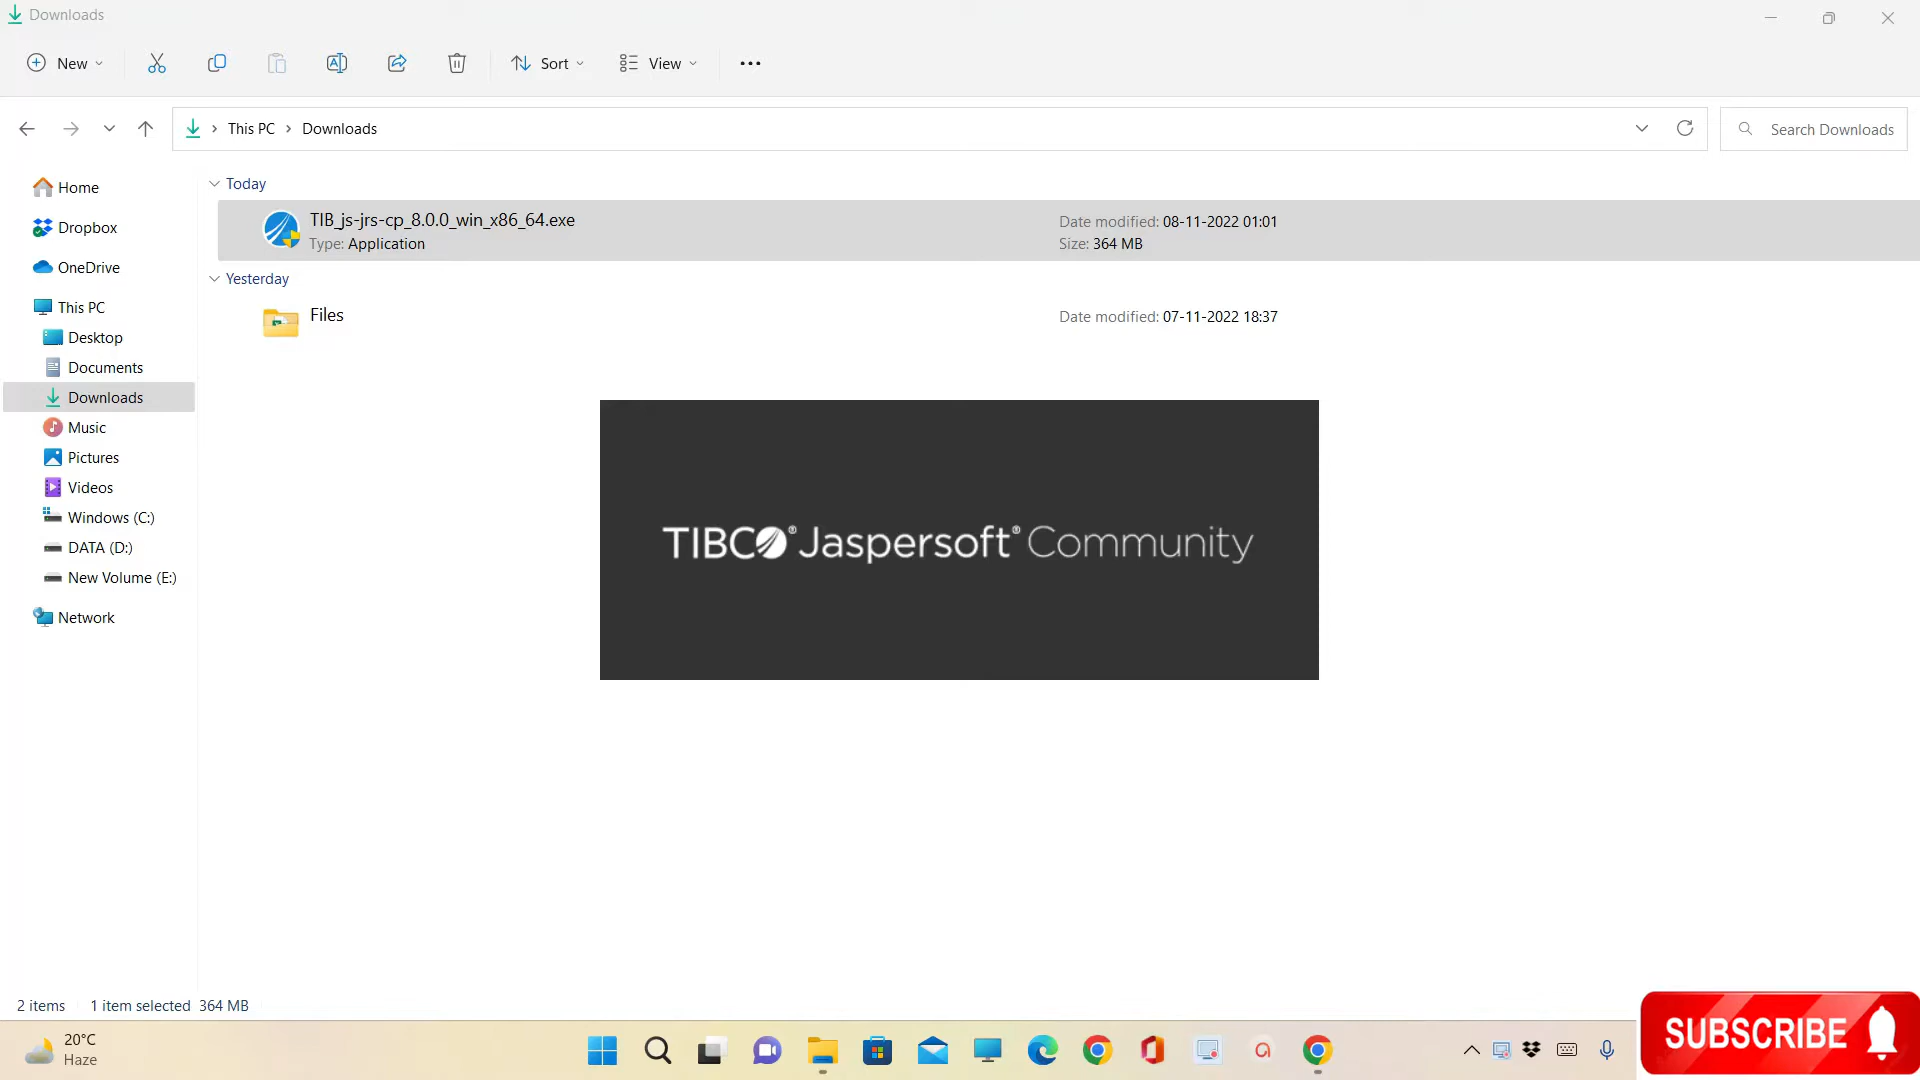 Downloads
New
Sort
View
This PC
Downloads
Search Downloads
Home
Dropbox
OneDrive
This PC
Desktop
Documents
Downloads
Music
Pictures
Videos
Windows (C:)
DATA (D:)
New Volume (E:)
Network
Today
TIB_js-jrs-cp_8.0.0_win_x86_64.exe
Type: Application
Date modified: 08-11-2022 01:01
Size: 364 MB
Yesterday
Files
Date modified: 07-11-2022 18:37
TIBCO® Jaspersoft® Community
2 items
1 item selected 364 MB
20°C
Haze
SUBSCRIBE